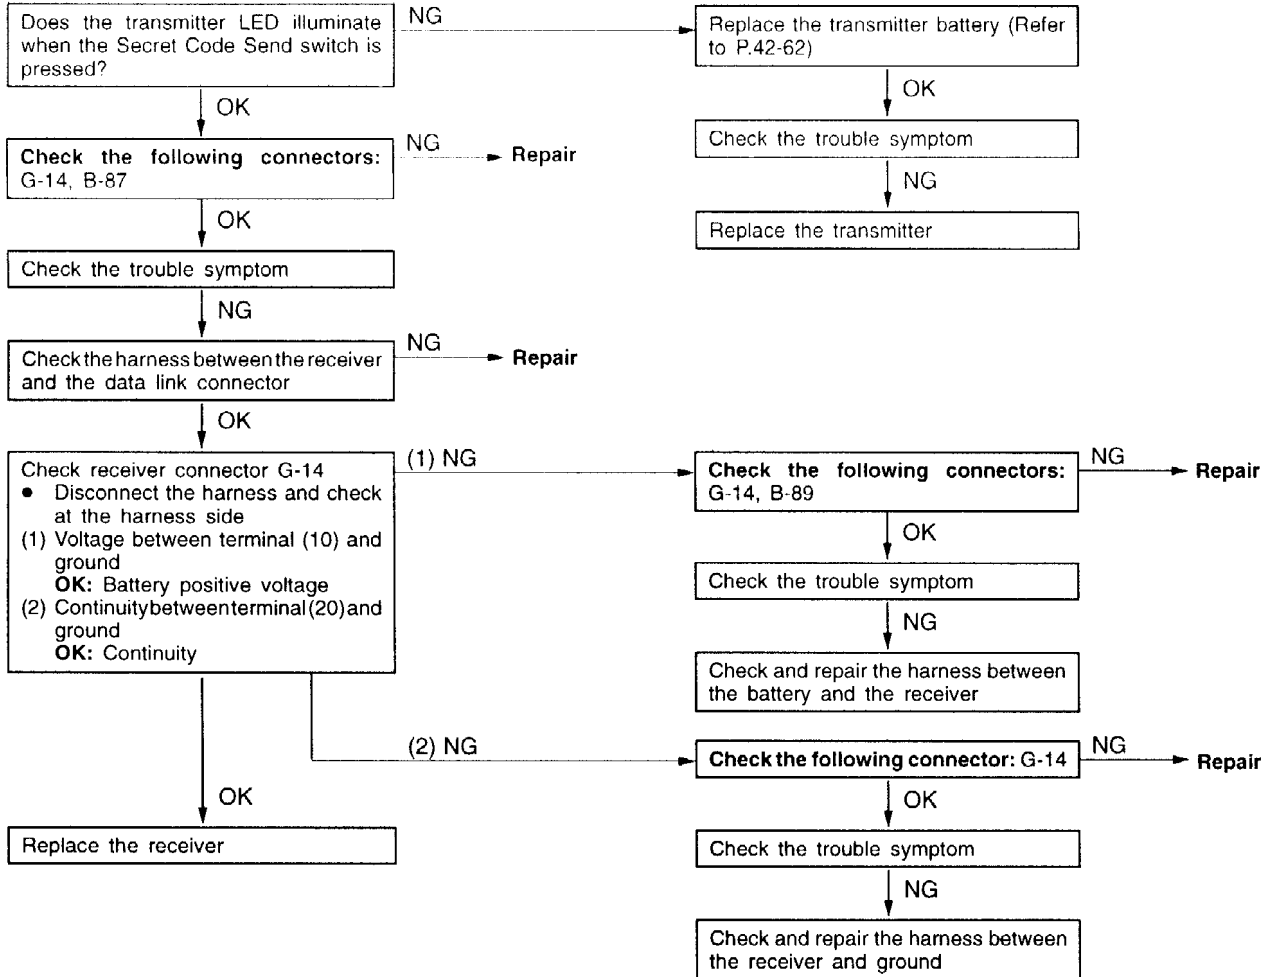 Does the transmitter LED illuminate
when the Secret Code Send switch is
pressed?
NG
Replace the transmitter battery (Refer
to P.42-62)
OK
OK
Check the following connectors:
G-14, B-87
NG
Repair
Check the trouble symptom
NG
Replace the transmitter
OK
Check the trouble symptom
NG
Check the harness between the receiver
and the data link connector
NG
Repair
OK
Check receiver connector G-14
● Disconnect the harness and check
at the harness side
(1) Voltage between terminal (10) and
ground
OK: Battery positive voltage
(2) Continuity between terminal (20) and
ground
OK: Continuity
(1) NG
Check the following connectors:
G-14, B-89
NG
Repair
OK
Check the trouble symptom
NG
Check and repair the harness between
the battery and the receiver
(2) NG
Check the following connector: G-14
NG
Repair
OK
Replace the receiver
OK
Check the trouble symptom
NG
Check and repair the harness between
the receiver and ground